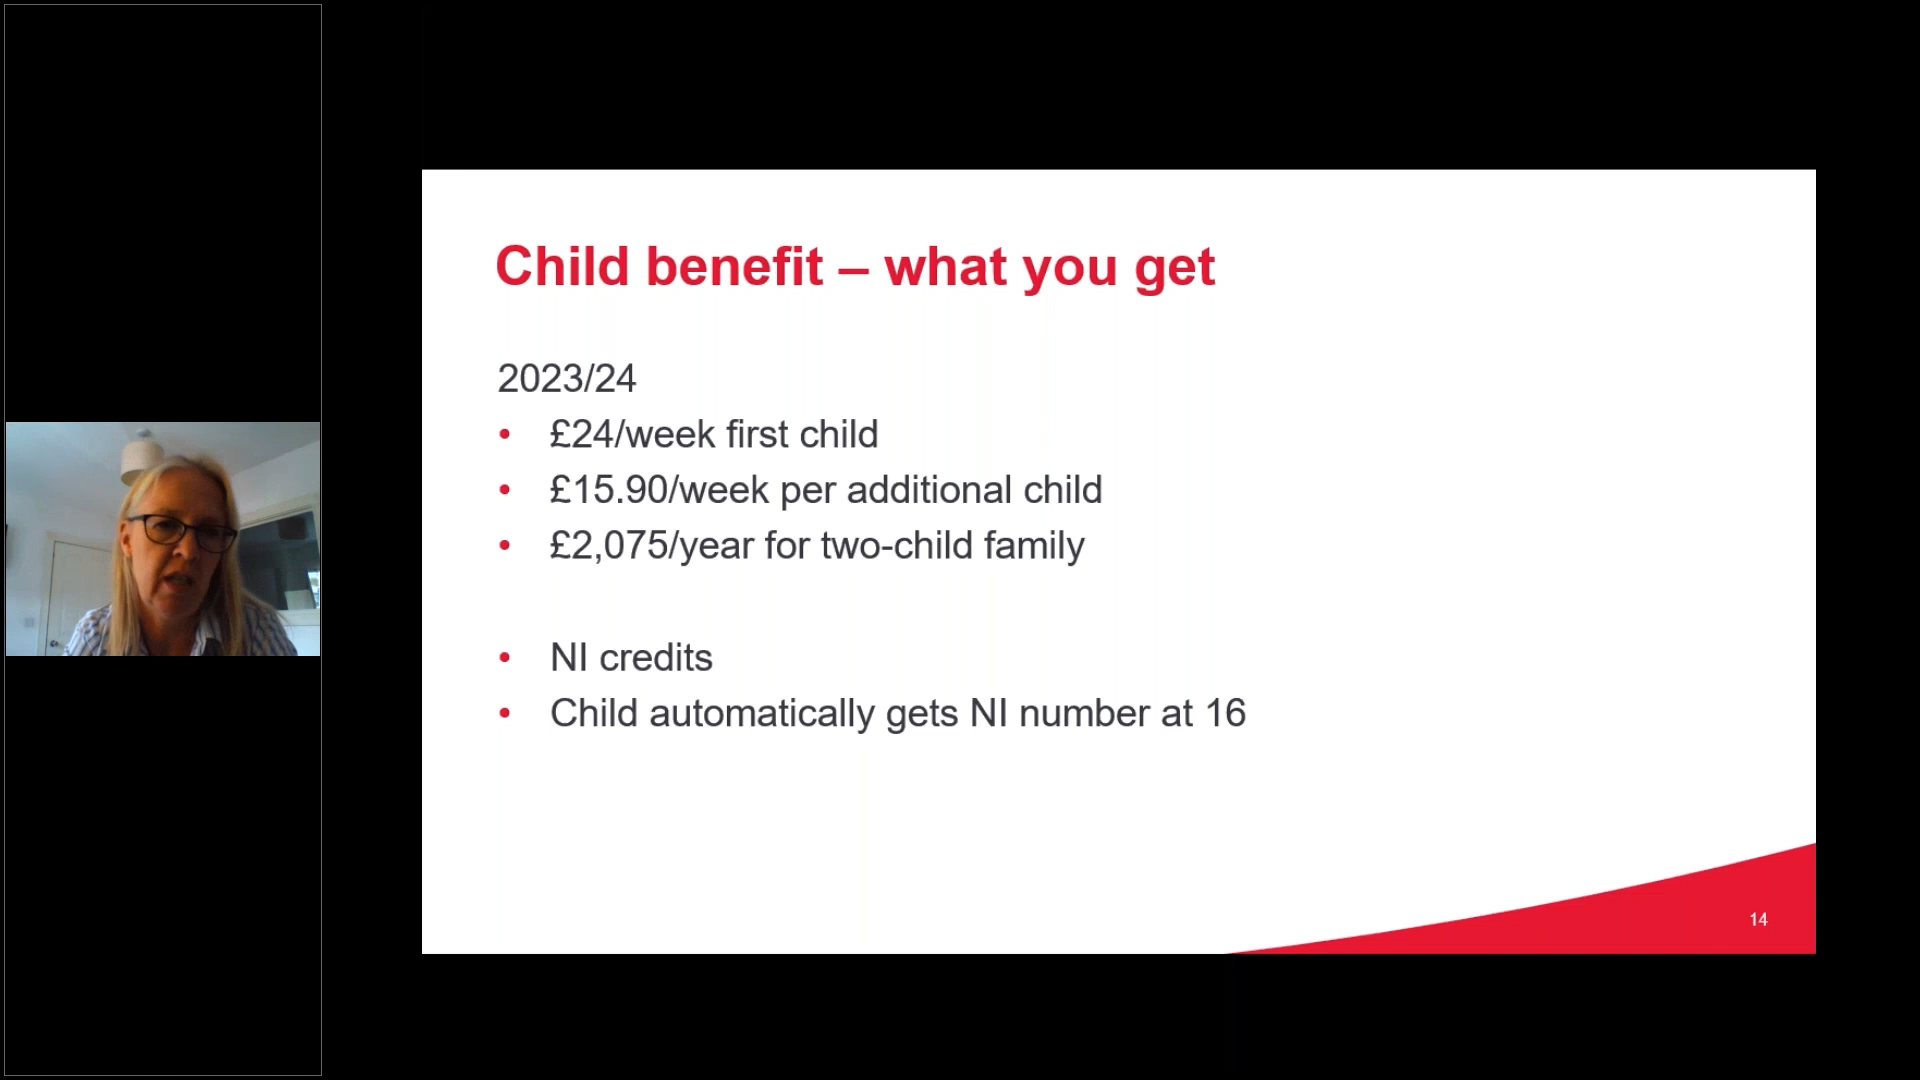 Child benefit – what you get
2023/24
• £24/week first child
• £15.90/week per additional child
• £2,075/year for two-child family
• NI credits
• Child automatically gets NI number at 16
14